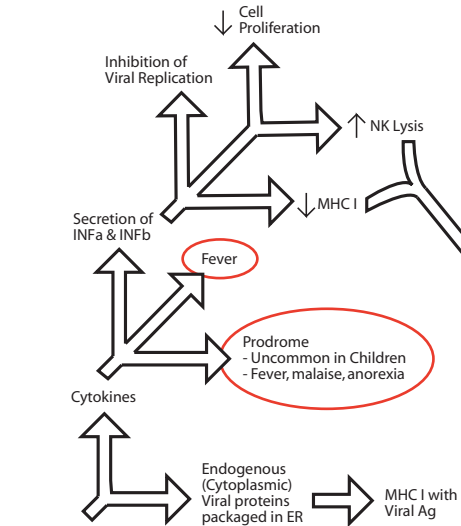 ↓ Cell
Proliferation
Inhibition of
Viral Replication
↑ NK Lysis
↓ MHC I
Secretion of
INFa & INFb
Fever
Prodrome
- Uncommon in Children
- Fever, malaise, anorexia
Cytokines
Endogenous
(Cytoplasmic)
Viral proteins
packaged in ER
MHC I with
Viral Ag